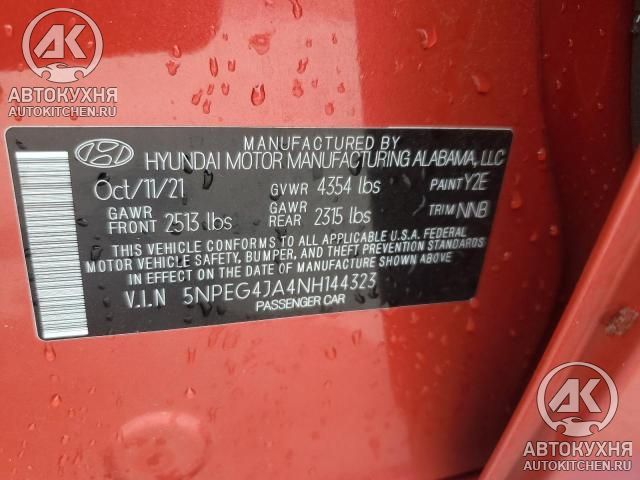 AK
АВТОКУХНЯ
AUTOKITCHEN.RU
MANUFACTURED BY
HYUNDAI MOTOR MANUFACTURING ALABAMA, LLC
Oct/11/21 GVWR 4354 lbs PAINT Y2E
GAWR FRONT 2513 lbs GAWR REAR 2315 lbs TRIM NNB
THIS VEHICLE CONFORMS TO ALL APPLICABLE U.S.A. FEDERAL
MOTOR VEHICLE SAFETY, BUMPER, AND THEFT PREVENTION STANDARDS
IN EFFECT ON THE DATE OF MANUFACTURE SHOWN ABOVE.
V.I.N 5NPEG4JA4NH144323
PASSENGER CAR
AK
АВТОКУХНЯ
AUTOKITCHEN.RU